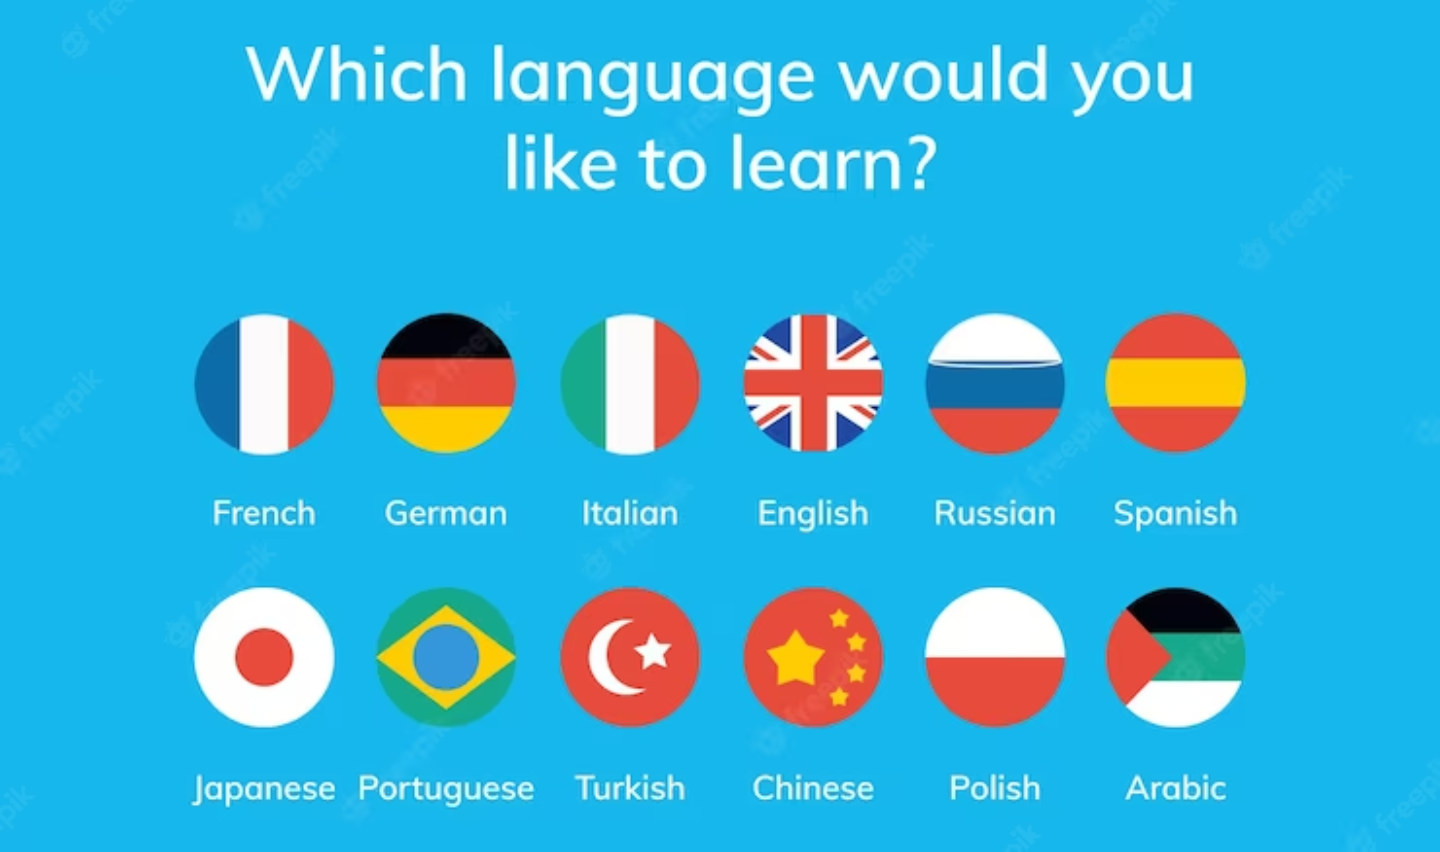 Which language would you
like to learn?
French German Italian English Russian Spanish
Japanese Portuguese Turkish Chinese Polish Arabic
freepik